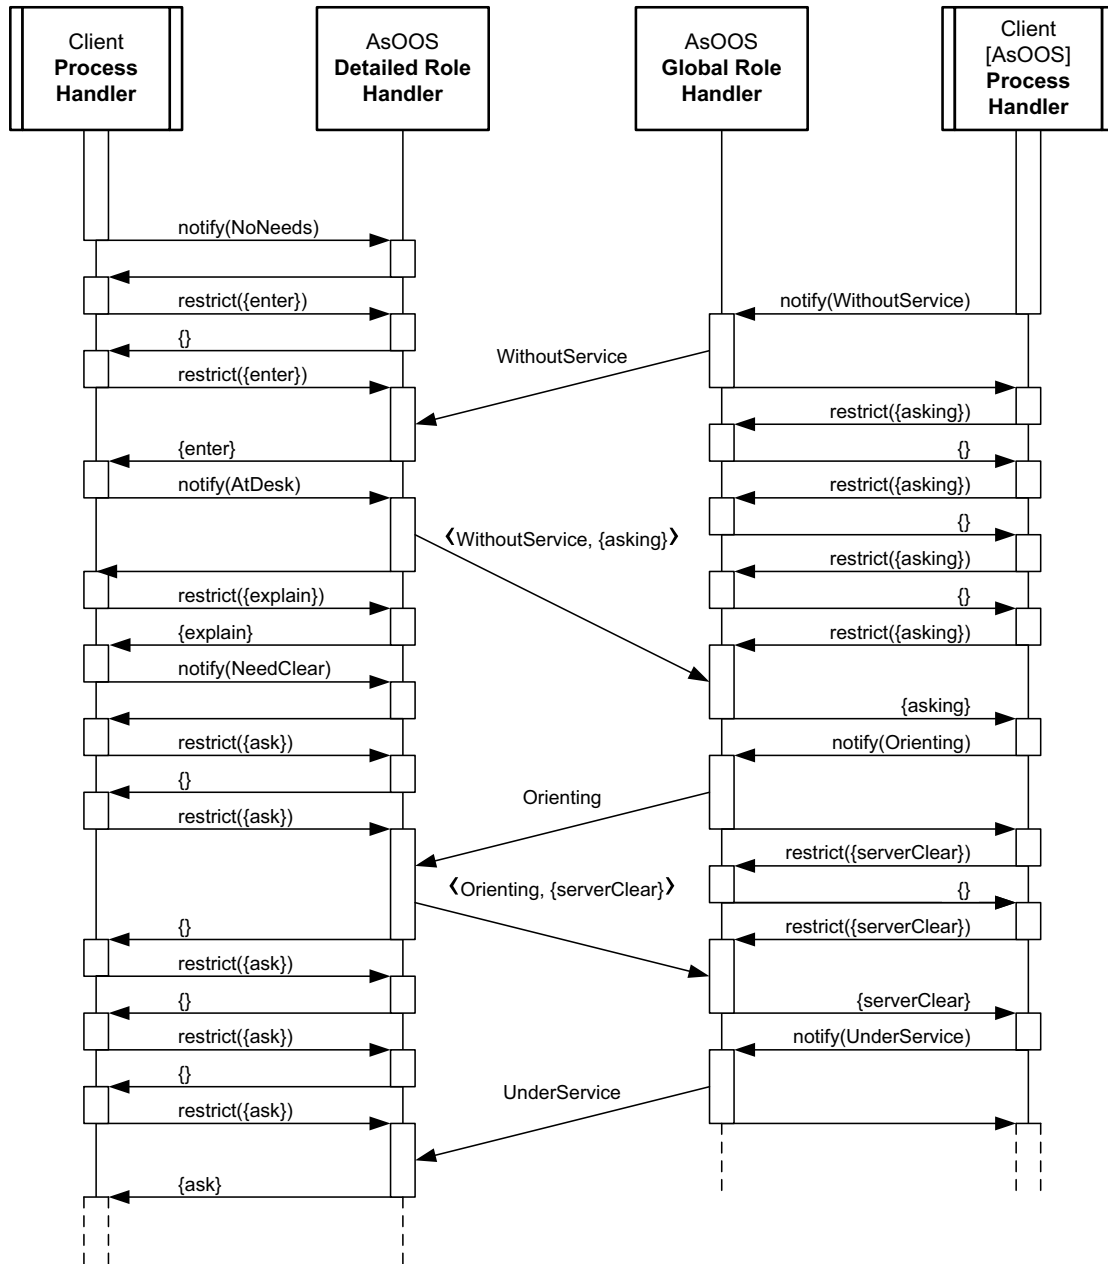 Client
Process
Handler
AsOOS
Detailed Role
Handler
AsOOS
Global Role
Handler
Client
[AsOOS]
Process
Handler
notify(NoNeeds)
restrict({enter})
notify(WithoutService)
{}
WithoutService
restrict({enter})
restrict({asking})
{enter}
{}
notify(AtDesk)
restrict({asking})
{}
❮WithoutService, {asking}❯
restrict({asking})
restrict({explain})
{}
{explain}
restrict({asking})
notify(NeedClear)
{asking}
restrict({ask})
notify(Orienting)
{}
Orienting
restrict({ask})
restrict({serverClear})
❮Orienting, {serverClear}❯
{}
{}
restrict({serverClear})
restrict({ask})
{}
{serverClear}
restrict({ask})
notify(UnderService)
{}
UnderService
restrict({ask})
{ask}